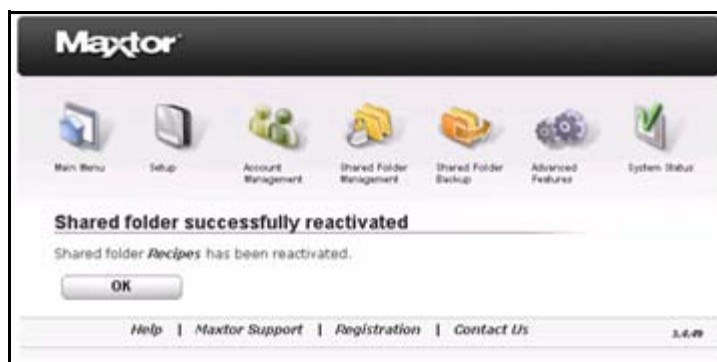 Maxtor
Main Menu
Setup
Account Management
Shared Folder Management
Shared Folder Backup
Advanced Features
System Status
Shared folder successfully reactivated
Shared folder Recipes has been reactivated.
OK
Help | Maxtor Support | Registration | Contact Us